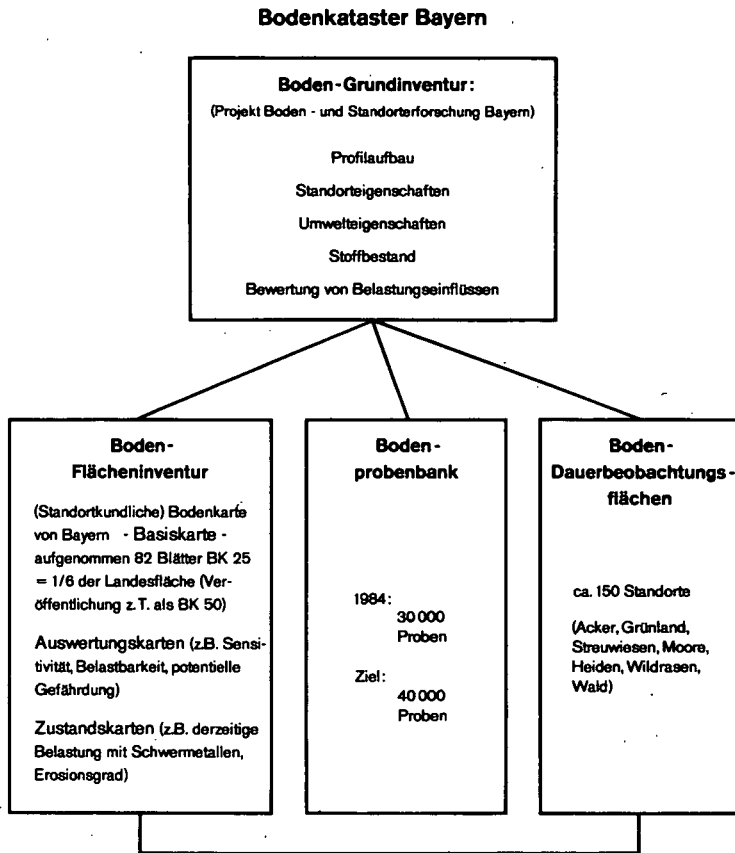 Bodenkataster Bayern
Boden-Grundinventur:
(Projekt Boden - und Standorterforschung Bayern)
Profilaufbau
Standorteigenschaften
Umwelteigenschaften
Stoffbestand
Bewertung von Belastungseinflüssen
Boden-
Flächeninventur
(Standortkundliche) Bodenkarte
von Bayern - Basiskarte -
aufgenommen 82 Blätter BK 25
= 1/6 der Landesfläche (Ver-
öffentlichung z.T. als BK 50)
Auswertungskarten (z.B. Sensi-
tivität, Belastbarkeit, potentielle
Gefährdung)
Zustandskarten (z.B. derzeitige
Belastung mit Schwermetallen,
Erosionsgrad)
Boden-
probenbank
1984:
30 000
Proben
Ziel:
40 000
Proben
Boden-
Dauerbeobachtungs-
flächen
ca. 150 Standorte
(Acker, Grünland,
Streuwiesen, Moore,
Heiden, Wildrasen,
Wald)